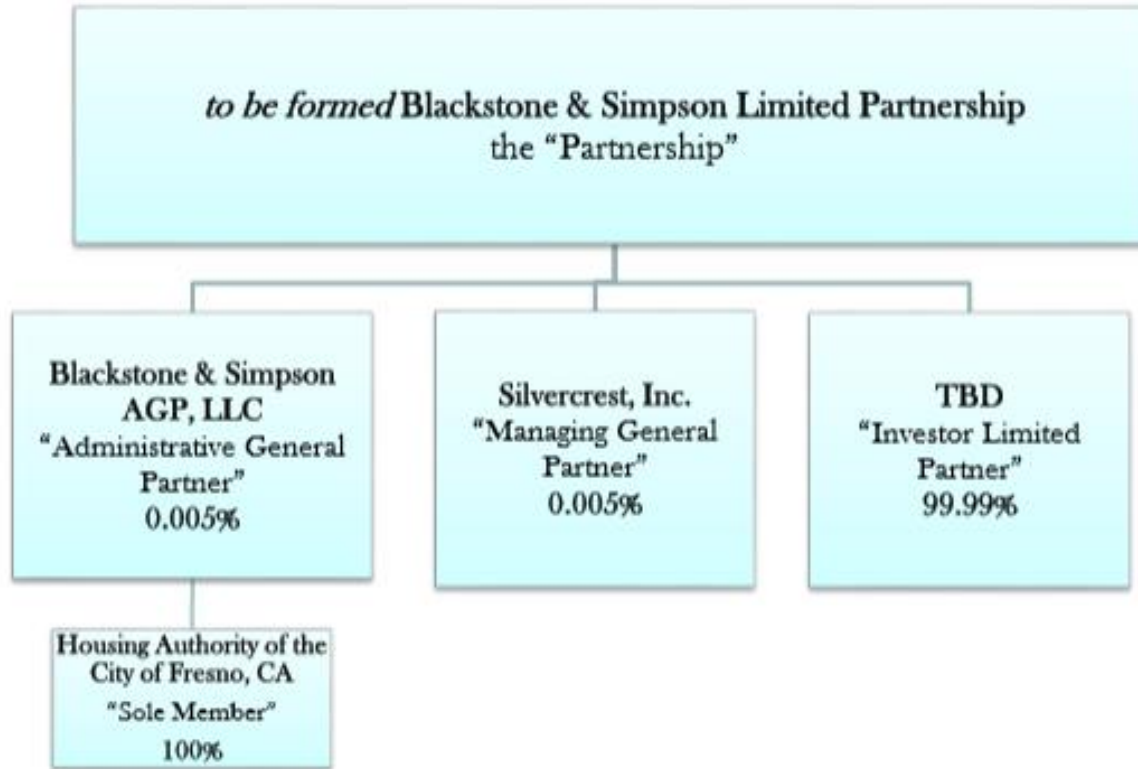 to be formed Blackstone & Simpson Limited Partnership
the “Partnership”
Blackstone & Simpson
AGP, LLC
“Administrative General
Partner”
0.005%
Silvercrest, Inc.
“Managing General
Partner”
0.005%
TBD
“Investor Limited
Partner”
99.99%
Housing Authority of the
City of Fresno, CA
“Sole Member”
100%